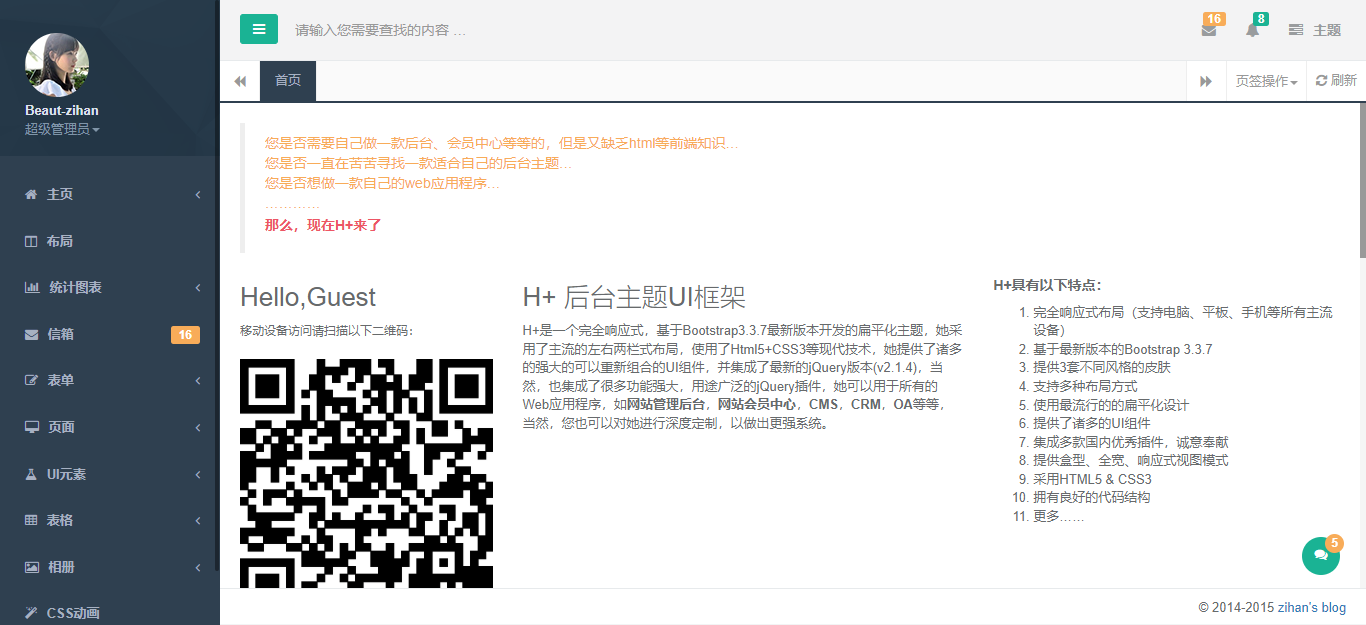 Beaut-zihan
超级管理员
主页
布局
统计图表
信箱 16
表单
页面
UI元素
表格
相册
CSS动画
请输入您需要查找的内容 …
16
8
主题
首页
页签操作
刷新
您是否需要自己做一款后台、会员中心等等的，但是又缺乏html等前端知识…
您是否一直在苦苦寻找一款适合自己的后台主题…
您是否想做一款自己的web应用程序…
…………
那么，现在H+来了
Hello,Guest
移动设备访问请扫描以下二维码：
H+ 后台主题UI框架
H+是一个完全响应式，基于Bootstrap3.3.7最新版本开发的扁平化主题，她采
用了主流的左右两栏式布局，使用了Html5+CSS3等现代技术，她提供了诸多
的强大的可以重新组合的UI组件，并集成了最新的jQuery版本(v2.1.4)，当
然，也集成了很多功能强大，用途广泛的jQuery插件，她可以用于所有的
Web应用程序，如网站管理后台，网站会员中心，CMS，CRM，OA等等，
当然，您也可以对她进行深度定制，以做出更强系统。
H+具有以下特点：
1. 完全响应式布局（支持电脑、平板、手机等所有主流
设备）
2. 基于最新版本的Bootstrap 3.3.7
3. 提供3套不同风格的皮肤
4. 支持多种布局方式
5. 使用最流行的的扁平化设计
6. 提供了诸多的UI组件
7. 集成多款国内优秀插件，诚意奉献
8. 提供盒型、全宽、响应式视图模式
9. 采用HTML5 & CSS3
10. 拥有良好的代码结构
11. 更多……
5
© 2014-2015 zihan's blog